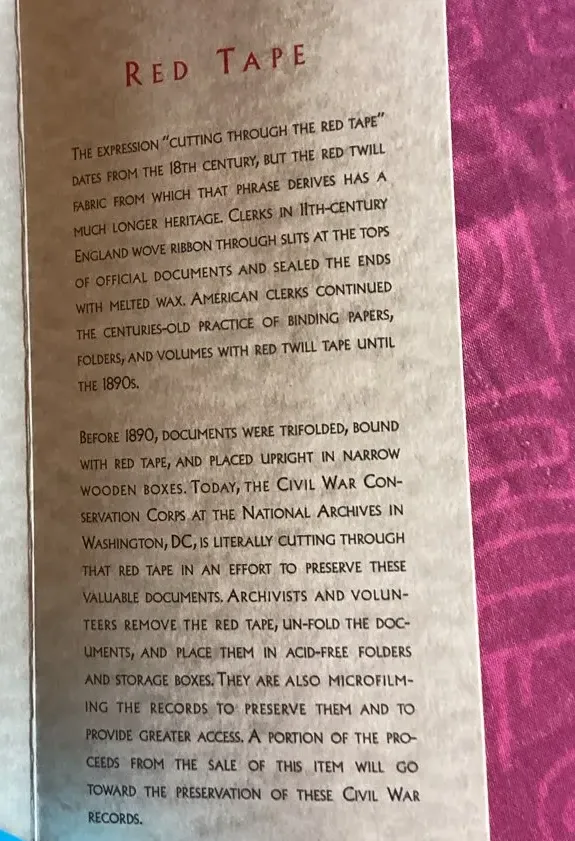 RED TAPE
THE EXPRESSION "CUTTING THROUGH THE RED TAPE"
DATES FROM THE 18TH CENTURY, BUT THE RED TWILL
FABRIC FROM WHICH THAT PHRASE DERIVES HAS A
MUCH LONGER HERITAGE. CLERKS IN 11TH-CENTURY
ENGLAND WOVE RIBBON THROUGH SLITS AT THE TOPS
OF OFFICIAL DOCUMENTS AND SEALED THE ENDS
WITH MELTED WAX. AMERICAN CLERKS CONTINUED
THE CENTURIES-OLD PRACTICE OF BINDING PAPERS,
FOLDERS, AND VOLUMES WITH RED TWILL TAPE UNTIL
THE 1890S.
BEFORE 1890, DOCUMENTS WERE TRIFOLDED, BOUND
WITH RED TAPE, AND PLACED UPRIGHT IN NARROW
WOODEN BOXES. TODAY, THE CIVIL WAR CON-
SERVATION CORPS AT THE NATIONAL ARCHIVES IN
WASHINGTON, DC, IS LITERALLY CUTTING THROUGH
THAT RED TAPE IN AN EFFORT TO PRESERVE THESE
VALUABLE DOCUMENTS. ARCHIVISTS AND VOLUN-
TEERS REMOVE THE RED TAPE, UN-FOLD THE DOC-
UMENTS, AND PLACE THEM IN ACID-FREE FOLDERS
AND STORAGE BOXES. THEY ARE ALSO MICROFILM-
ING THE RECORDS TO PRESERVE THEM AND TO
PROVIDE GREATER ACCESS. A PORTION OF THE PRO-
CEEDS FROM THE SALE OF THIS ITEM WILL GO
TOWARD THE PRESERVATION OF THESE CIVIL WAR
RECORDS.